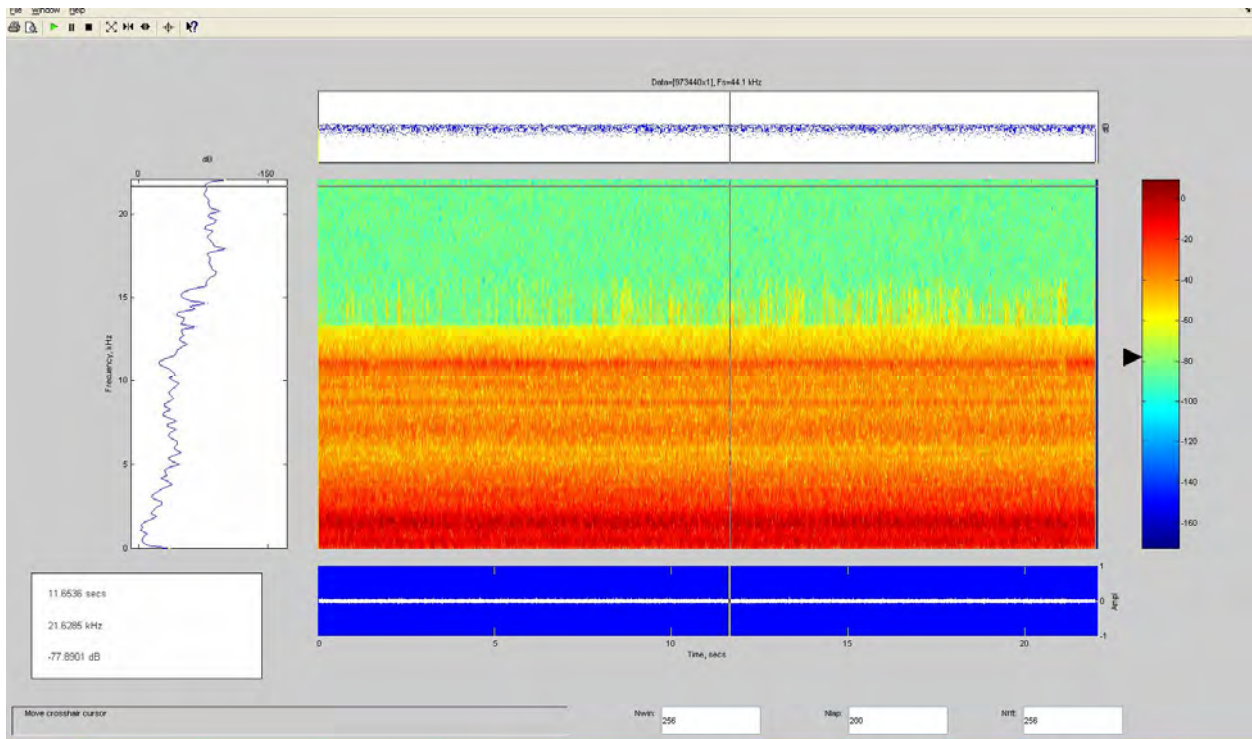 File Window Help
Data=[973440x1], Fs=44.1 kHz
dB
dB
0 -150
20
15
10
5
0
Frequency, kHz
0
-20
-40
-60
-80
-100
-120
-140
-160
1
0
-1
Ampl
0 5 10 15 20
Time, secs
11.6536 secs
21.6285 kHz
-77.8901 dB
Move crosshair cursor
Nwin: 256
Nlap: 200
Nfft: 256